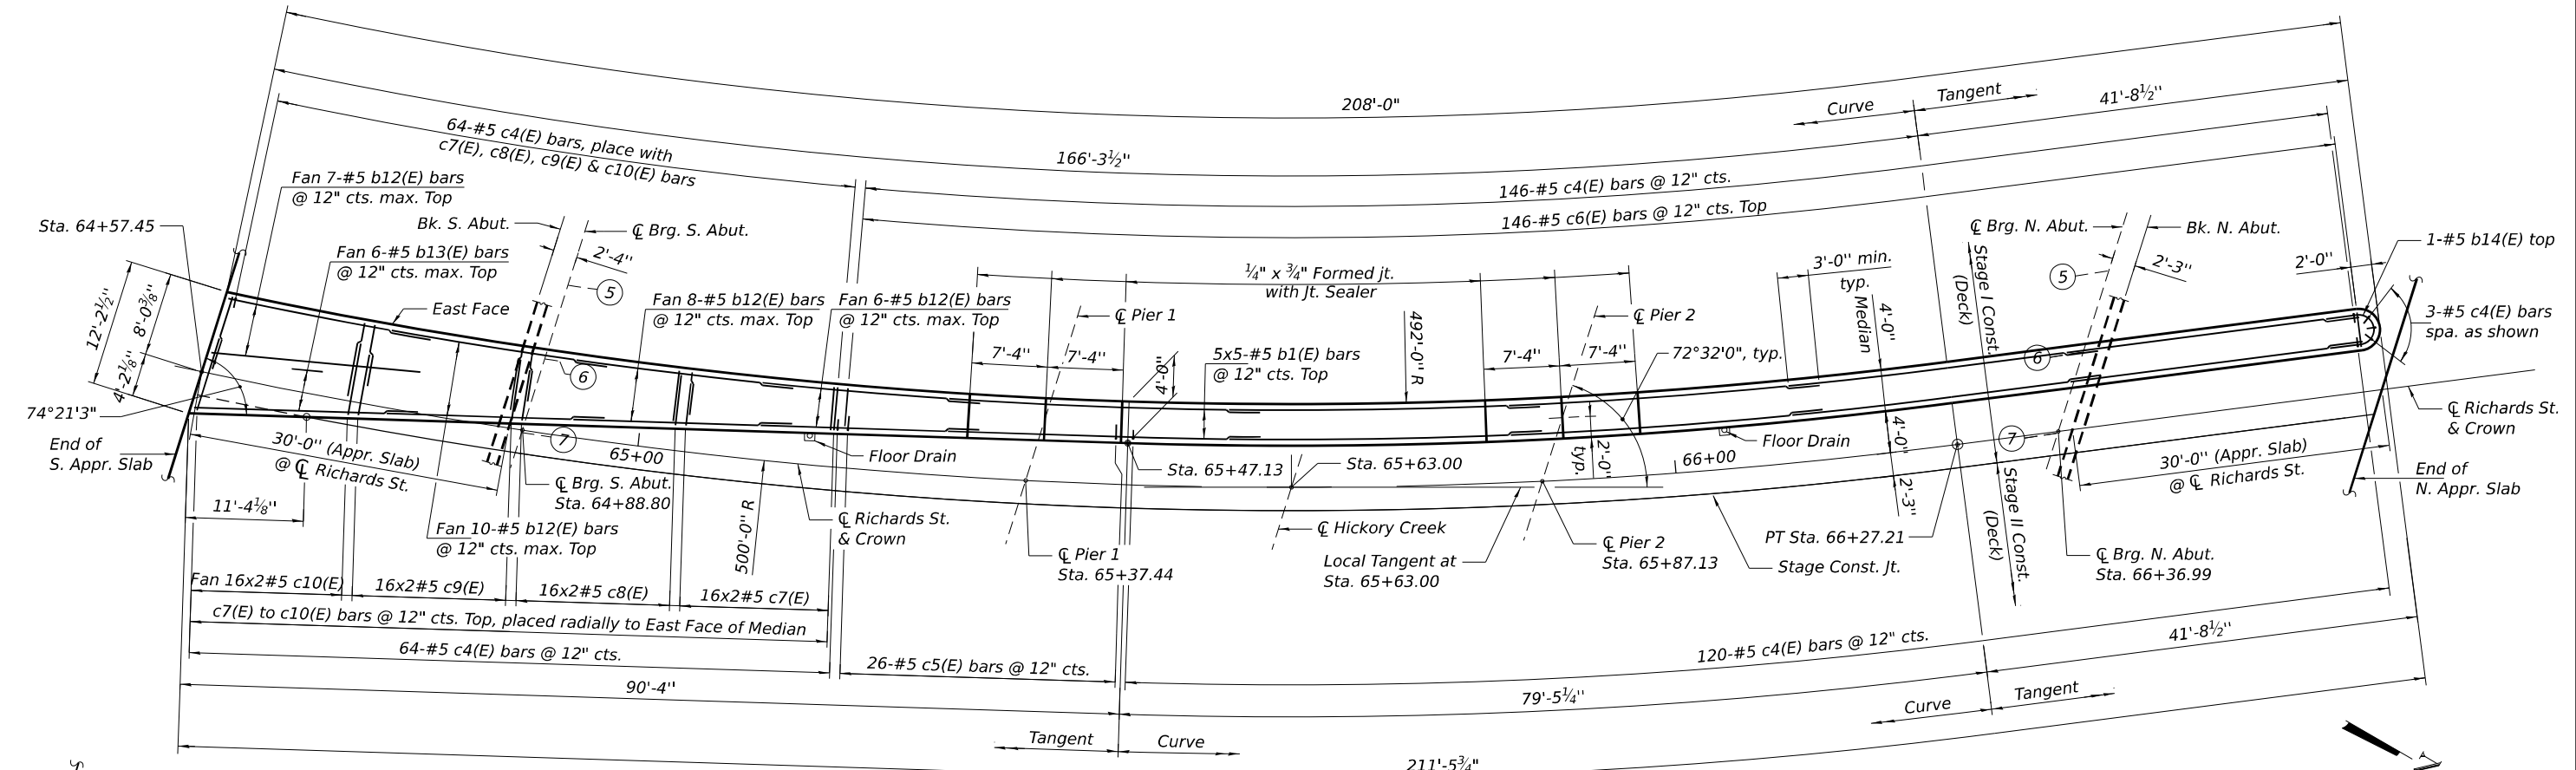 208'-0"
166'-3½"
41'-8½"
Curve
Tangent
64-#5 c4(E) bars, place with
c7(E), c8(E), c9(E) & c10(E) bars
146-#5 c4(E) bars @ 12" cts.
146-#5 c6(E) bars @ 12" cts. Top
Fan 7-#5 b12(E) bars
@ 12" cts. max. Top
Sta. 64+57.45
Bk. S. Abut.
℄ Brg. S. Abut.
2'-4"
5
Fan 6-#5 b13(E) bars
@ 12" cts. max. Top
East Face
12'-2½"
8'-0⅜"
4'-2⅛"
Fan 8-#5 b12(E) bars
@ 12" cts. max. Top
Fan 6-#5 b12(E) bars
@ 12" cts. max. Top
¼" x ¾" Formed jt.
with Jt. Sealer
℄ Pier 1
7'-4"
7'-4"
4'-0"
5x5-#5 b1(E) bars
@ 12" cts. Top
492'-0" R
7'-4"
7'-4"
℄ Pier 2
72°32'0", typ.
3'-0" min.
typ.
Median
4'-0"
Stage I Const.
(Deck)
℄ Brg. N. Abut.
Bk. N. Abut.
5
2'-3"
2'-0"
1-#5 b14(E) top
3-#5 c4(E) bars
spa. as shown
6
6
74°21'3"
End of
S. Appr. Slab
30'-0" (Appr. Slab)
@ ℄ Richards St.
7
65+00
Floor Drain
Sta. 65+47.13
Sta. 65+63.00
2'-0"
typ.
66+00
Floor Drain
4'-0"
2'-3"
7
30'-0" (Appr. Slab)
@ ℄ Richards St.
℄ Richards St.
& Crown
End of
N. Appr. Slab
11'-4⅛"
℄ Brg. S. Abut.
Sta. 64+88.80
Fan 10-#5 b12(E) bars
@ 12" cts. max. Top
500'-0" R
℄ Richards St.
& Crown
℄ Pier 1
Sta. 65+37.44
℄ Hickory Creek
Local Tangent at
Sta. 65+63.00
℄ Pier 2
Sta. 65+87.13
PT Sta. 66+27.21
Stage Const. Jt.
Stage II Const.
(Deck)
℄ Brg. N. Abut.
Sta. 66+36.99
Fan 16x2#5 c10(E)
16x2#5 c9(E)
16x2#5 c8(E)
16x2#5 c7(E)
c7(E) to c10(E) bars @ 12" cts. Top, placed radially to East Face of Median
64-#5 c4(E) bars @ 12" cts.
26-#5 c5(E) bars @ 12" cts.
120-#5 c4(E) bars @ 12" cts.
41'-8½"
90'-4"
79'-5¼"
Tangent
Curve
Curve
Tangent
211'-5¾"